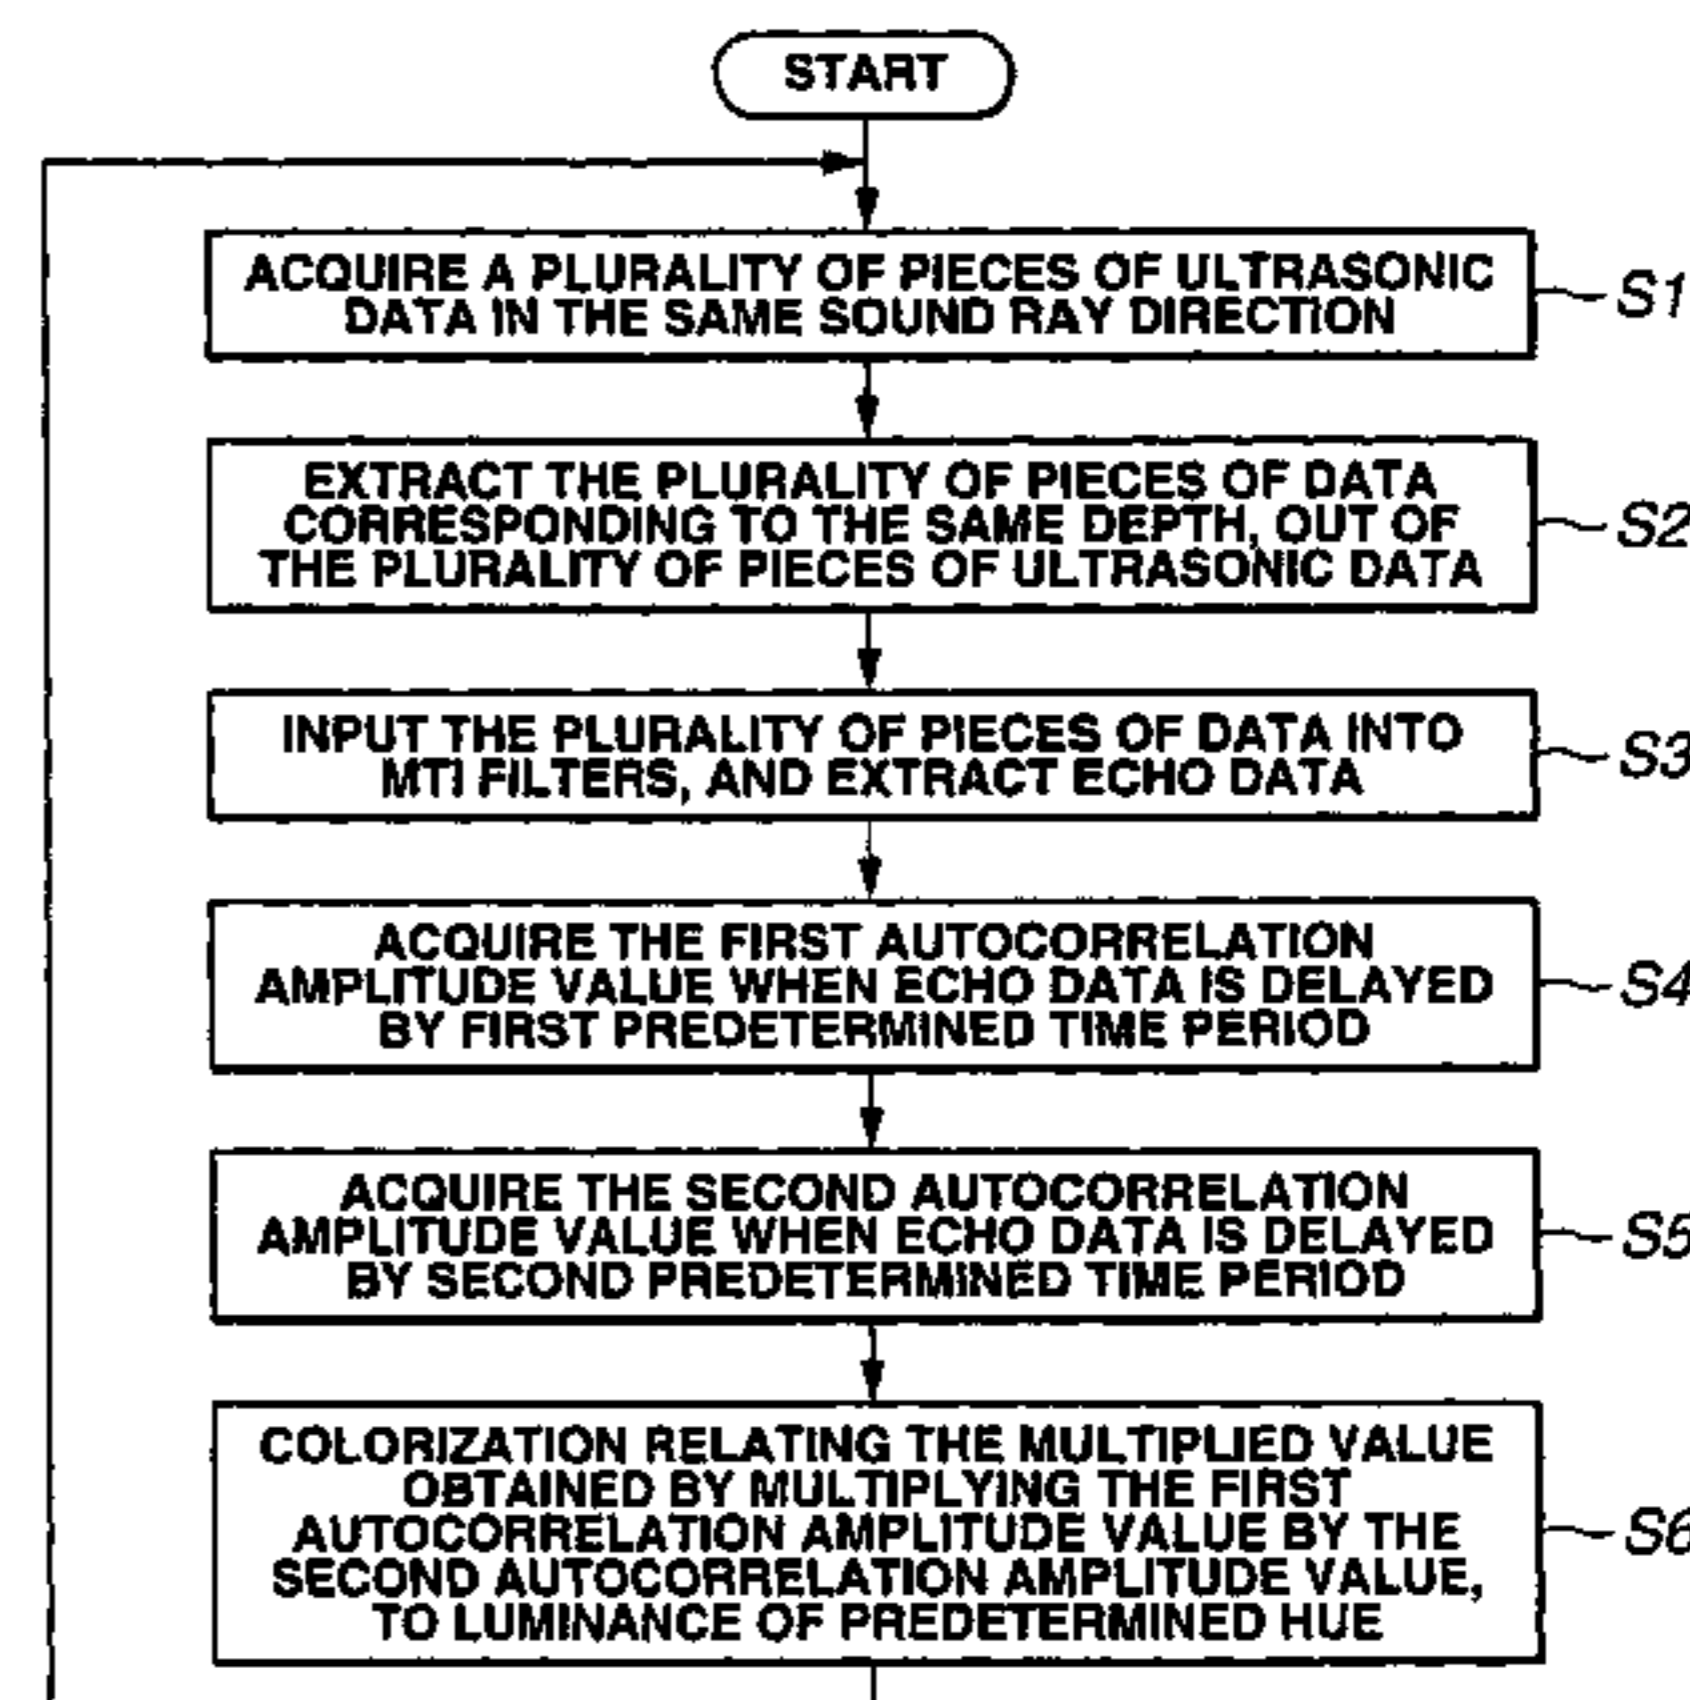 START
ACQUIRE A PLURALITY OF PIECES OF ULTRASONIC
DATA IN THE SAME SOUND RAY DIRECTION
S1
EXTRACT THE PLURALITY OF PIECES OF DATA
CORRESPONDING TO THE SAME DEPTH, OUT OF
THE PLURALITY OF PIECES OF ULTRASONIC DATA
S2
INPUT THE PLURALITY OF PIECES OF DATA INTO
MTI FILTERS, AND EXTRACT ECHO DATA
S3
ACQUIRE THE FIRST AUTOCORRELATION
AMPLITUDE VALUE WHEN ECHO DATA IS DELAYED
BY FIRST PREDETERMINED TIME PERIOD
S4
ACQUIRE THE SECOND AUTOCORRELATION
AMPLITUDE VALUE WHEN ECHO DATA IS DELAYED
BY SECOND PREDETERMINED TIME PERIOD
S5
COLORIZATION RELATING THE MULTIPLIED VALUE
OBTAINED BY MULTIPLYING THE FIRST
AUTOCORRELATION AMPLITUDE VALUE BY THE
SECOND AUTOCORRELATION AMPLITUDE VALUE,
TO LUMINANCE OF PREDETERMINED HUE
S6